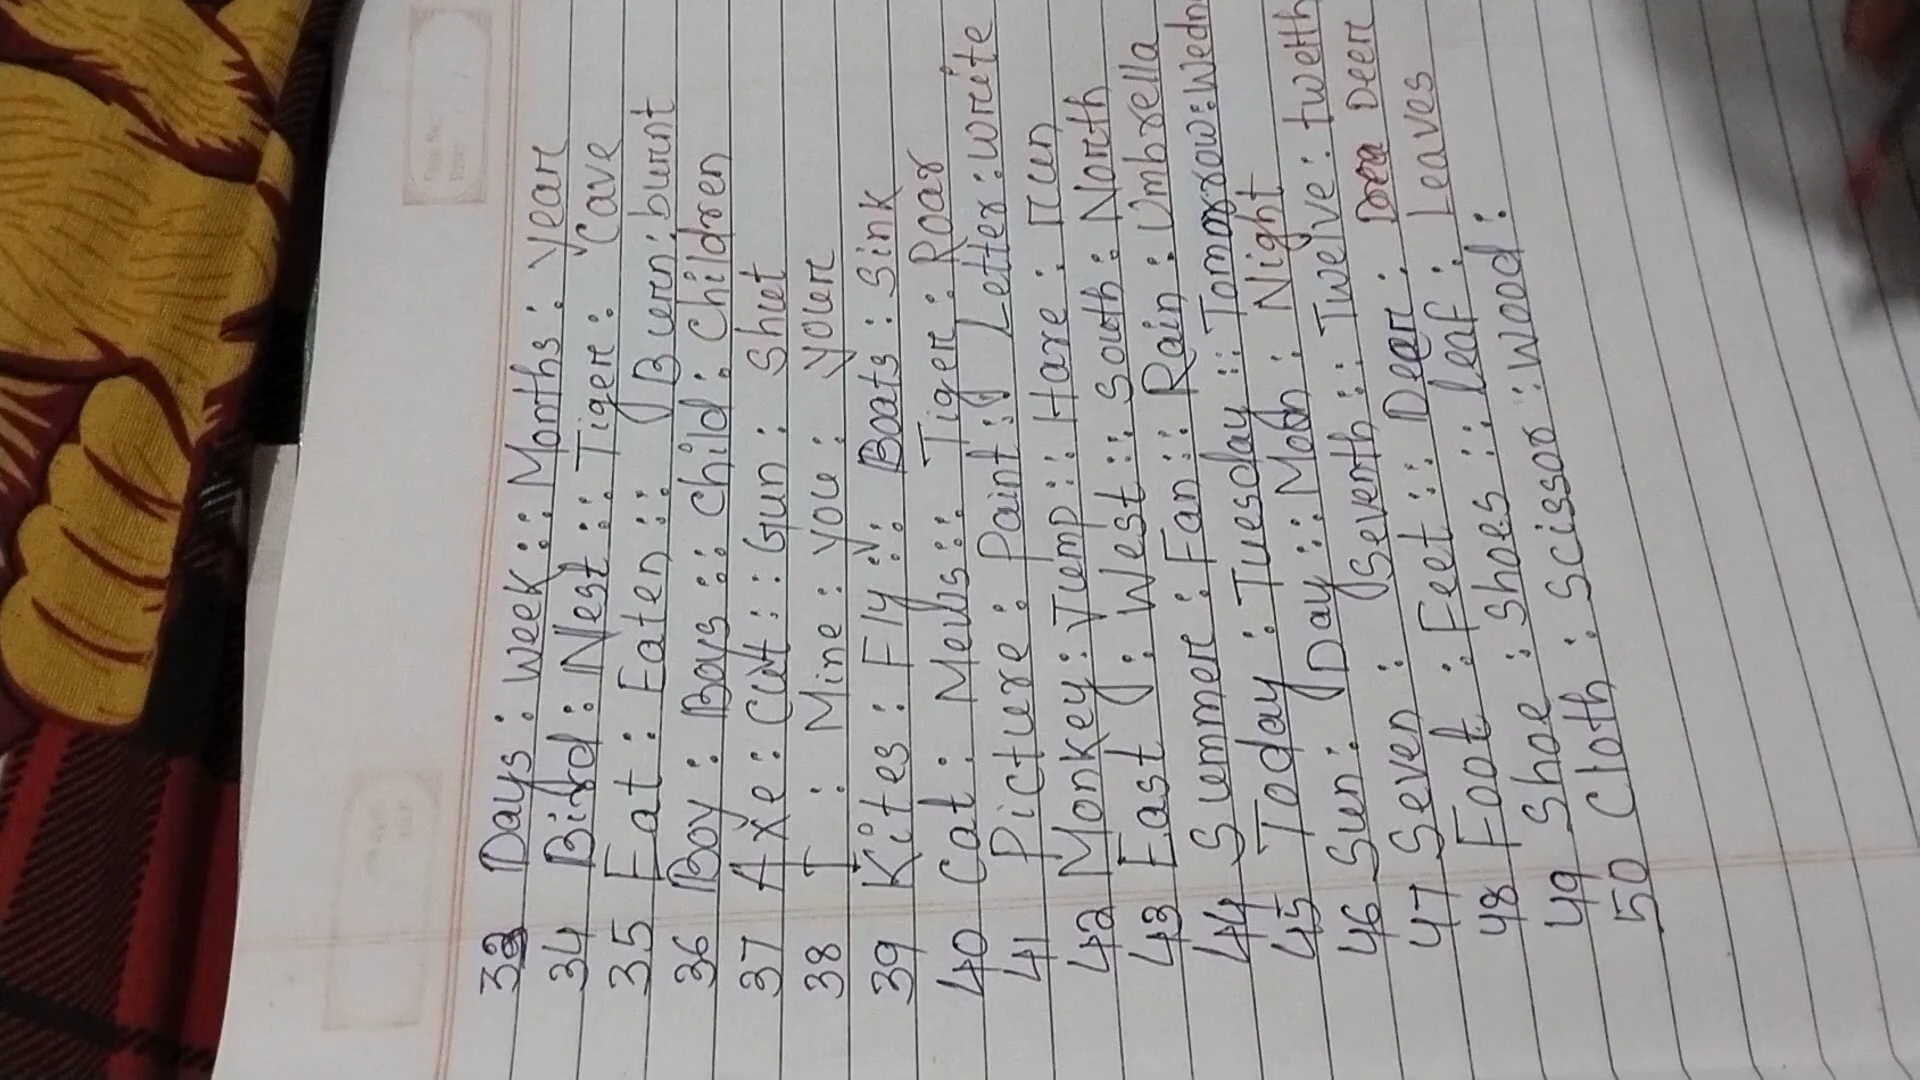 33 Days : Week :: Months : Year
34 Bird : Nest :: Tiger : Cave
35 Eat : Eaten :: Burn : burnt
36 Boy : Boys :: Child : Children
37 Axe : Cut :: Gun : Shut
38 I : Mine : you : your
39 Kites : Fly :: Boats : Sink
40 Cat : Mews :: Tiger : Roar
41 Picture : Paint :: Letter : write
42 Monkey : Jump :: Hare : run
43 East : West :: South : North
44 Summer : Fan :: Rain : Umbrella
45 Today : Tuesday :: Tomorrow : Wedn
46 Sun : Day :: Moon : Night
47 Seven : Seventh :: Twelve : twelth
48 Foot : Feet :: Deer : Deer
49 Shoe : Shoes :: leaf : Leaves
50 Cloth : Scissor :: Wood :